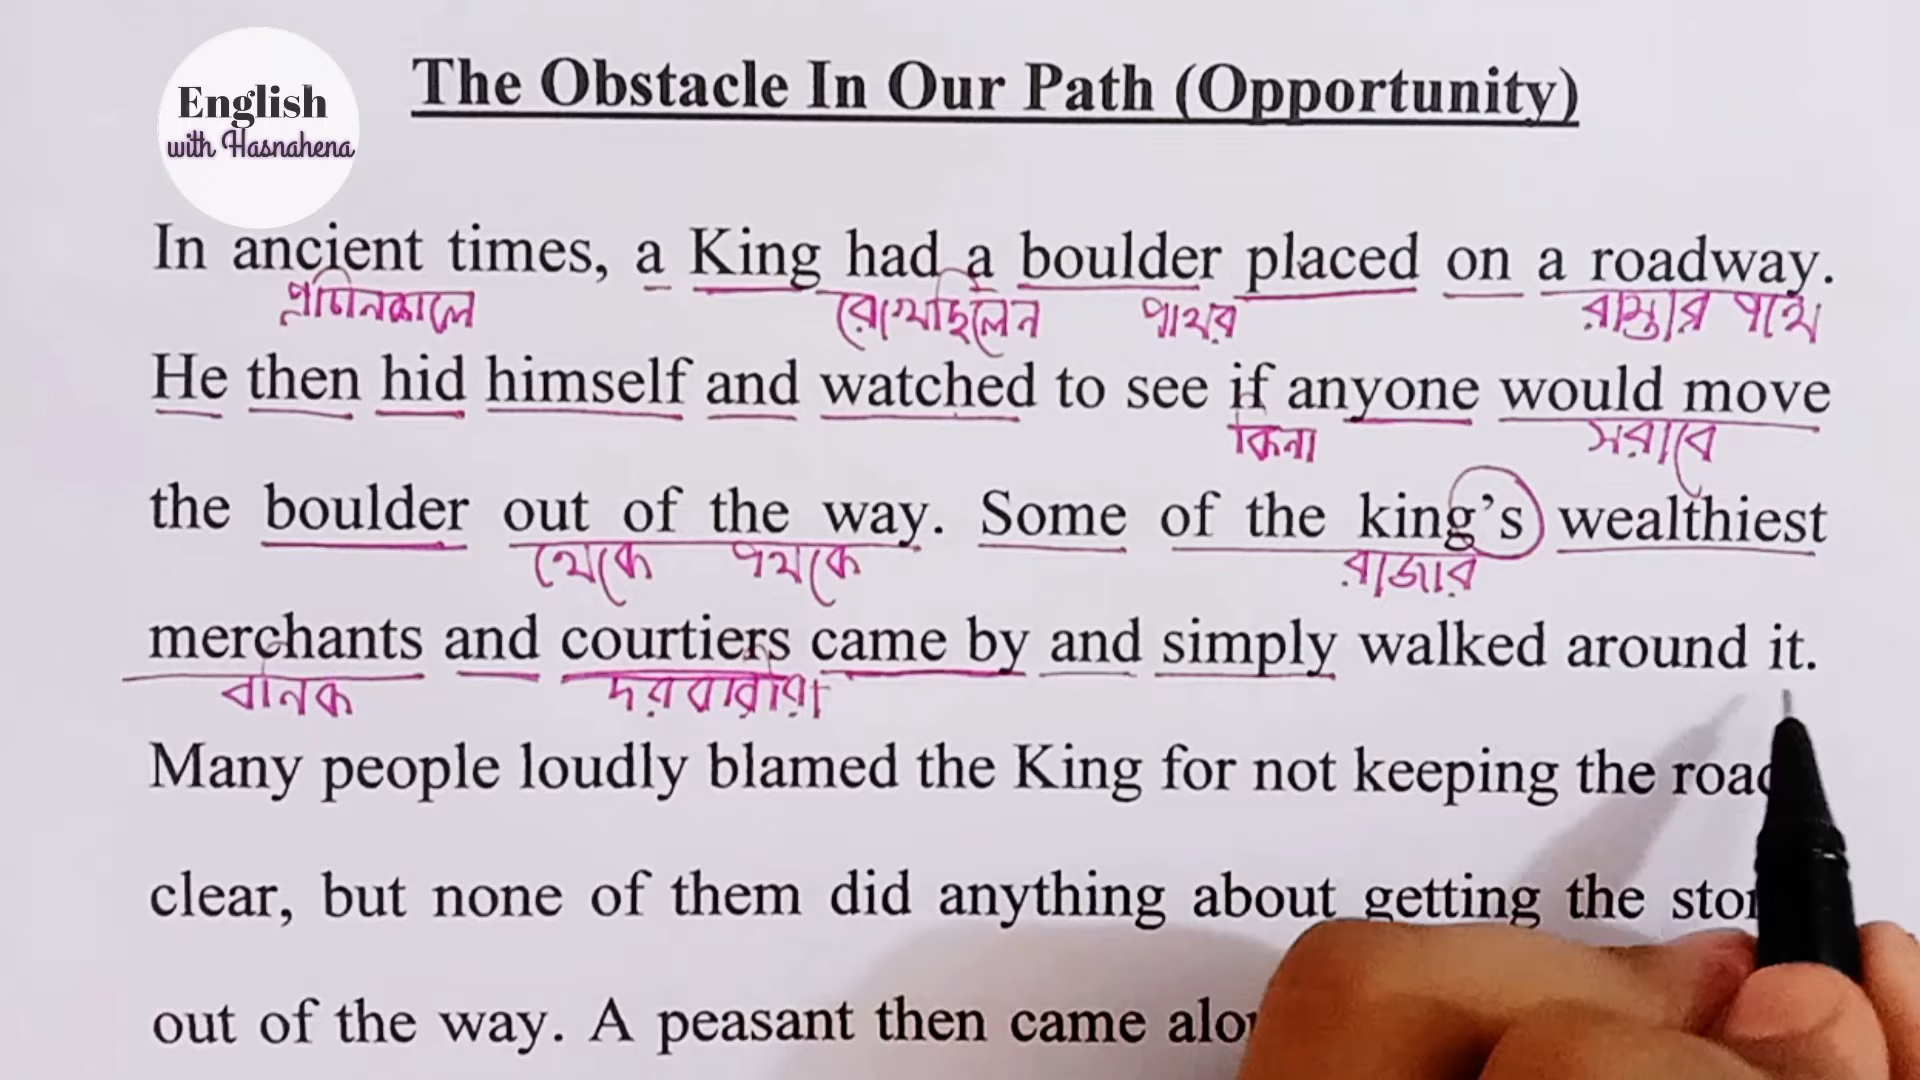 English
with Hasnahena
The Obstacle In Our Path (Opportunity)
In ancient times, a King had a boulder placed on a roadway.
প্রাচীনকালে রেখেছিলেন পাথর রাস্তার পথে
He then hid himself and watched to see if anyone would move
কিনা সরাবে
the boulder out of the way. Some of the king's wealthiest
থেকে পথকে রাজার
merchants and courtiers came by and simply walked around it.
বনিক দরবারীরা
Many people loudly blamed the King for not keeping the
clear, but none of them did anything about getting the
out of the way. A peasant then came